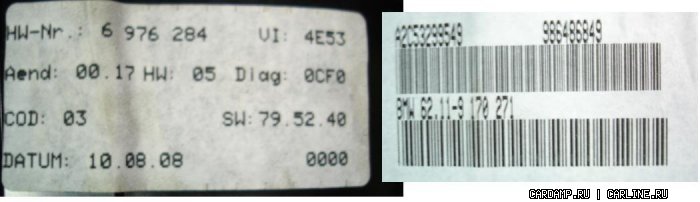 HW-Nr.: 6 976 284 VI: 4E53
Aend: 00.17 HW: 05 Diag: 0CF0
COD: 03 SW: 79.52.40
DATUM: 10.08.08 0000
A2C53299549 986486849
BMW 62.11-9 170 271
CARDAMP.RU | CARLINE.RU